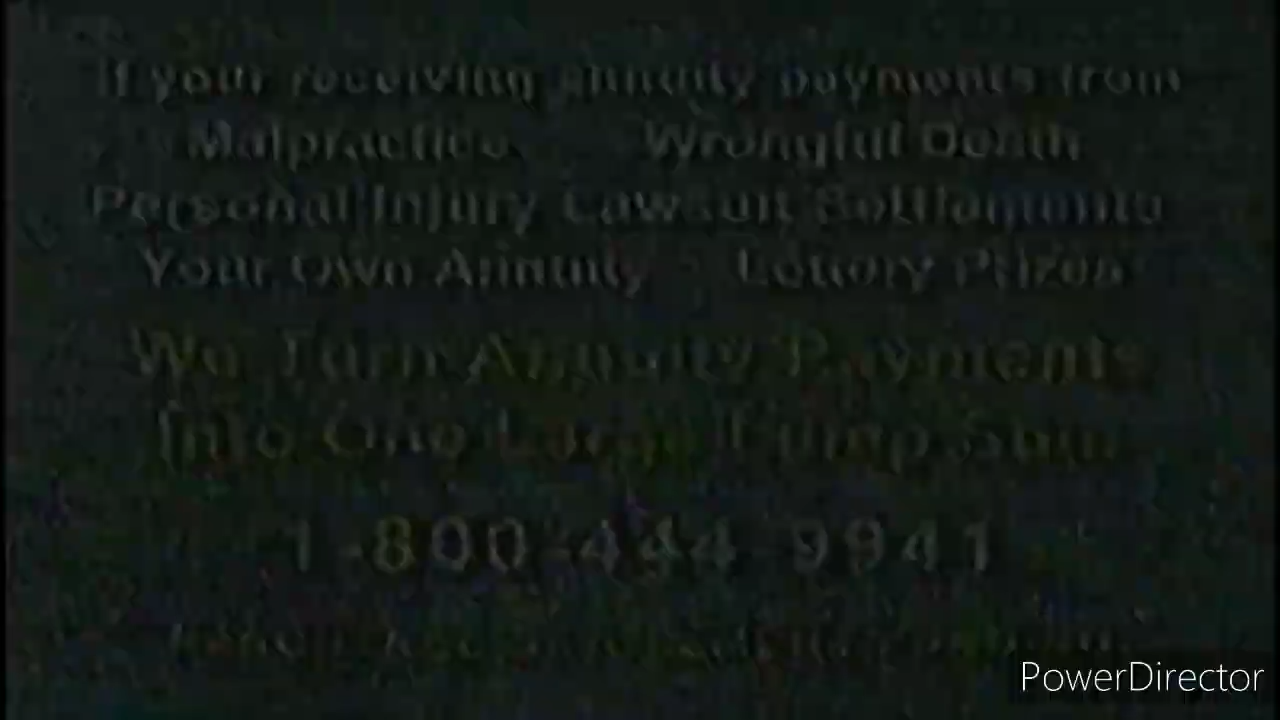 If your receiving annuity payments from
Malpractice Wrongful Death
Personal Injury Lawsuit Settlements
Your Own Annuity Lottery Prizes
We Turn Annuity Payments
Into One Large Lump Sum
1-800-444-9941
PowerDirector